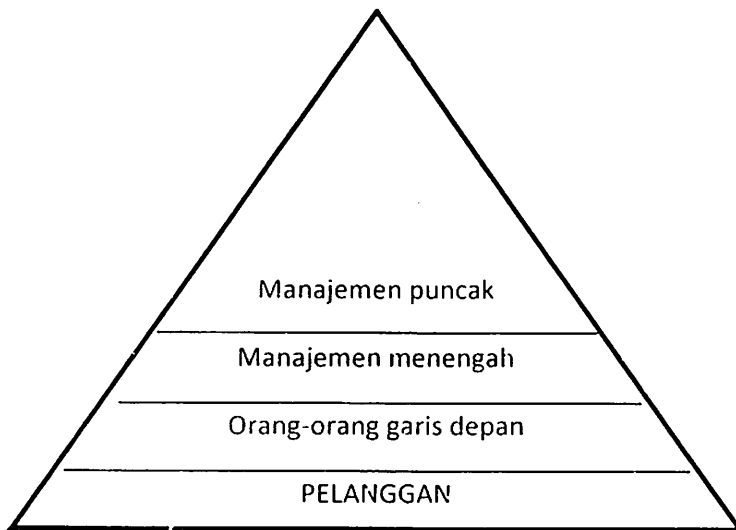 Manajemen puncak
Manajemen menengah
Orang-orang garis depan
PELANGGAN